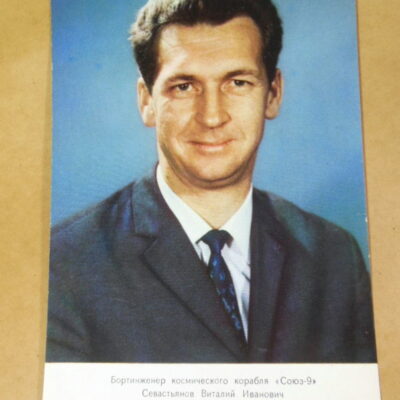 Бортинженер космического корабля «Союз-9»
Севастьянов Виталий Иванович